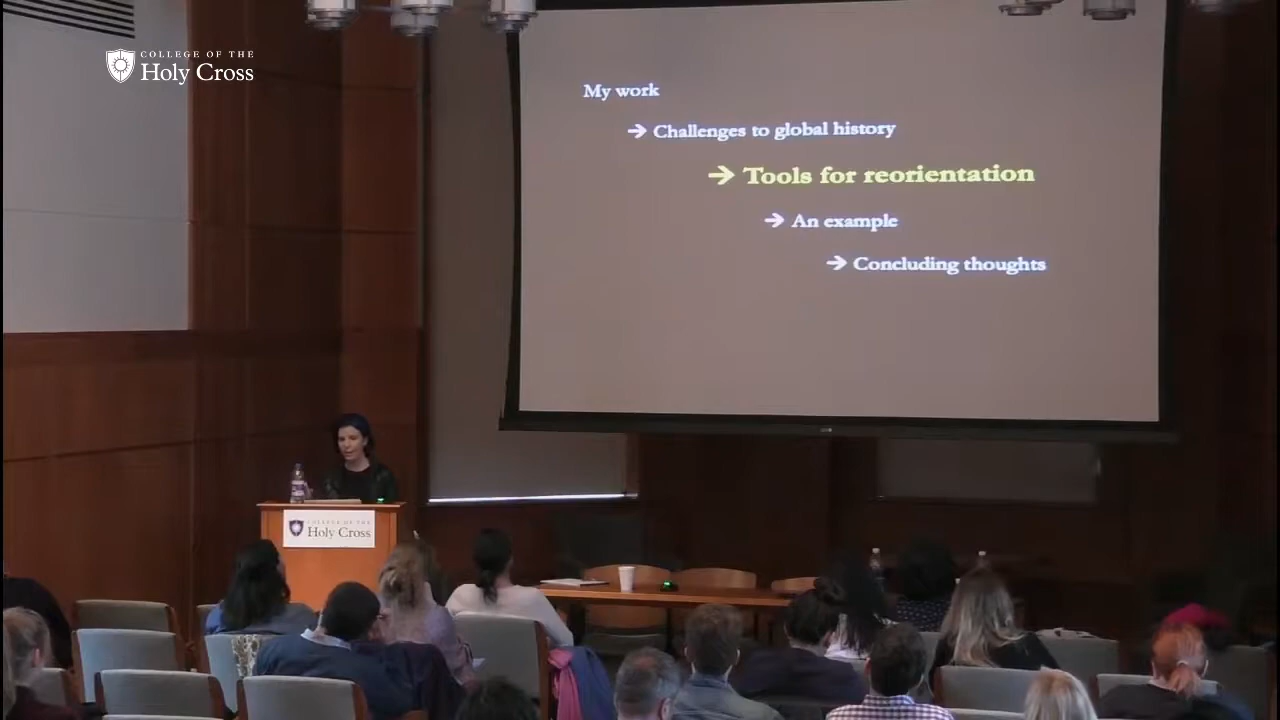 COLLEGE OF THE
Holy Cross
My work
→ Challenges to global history
→ Tools for reorientation
→ An example
→ Concluding thoughts
COLLEGE OF THE
Holy Cross